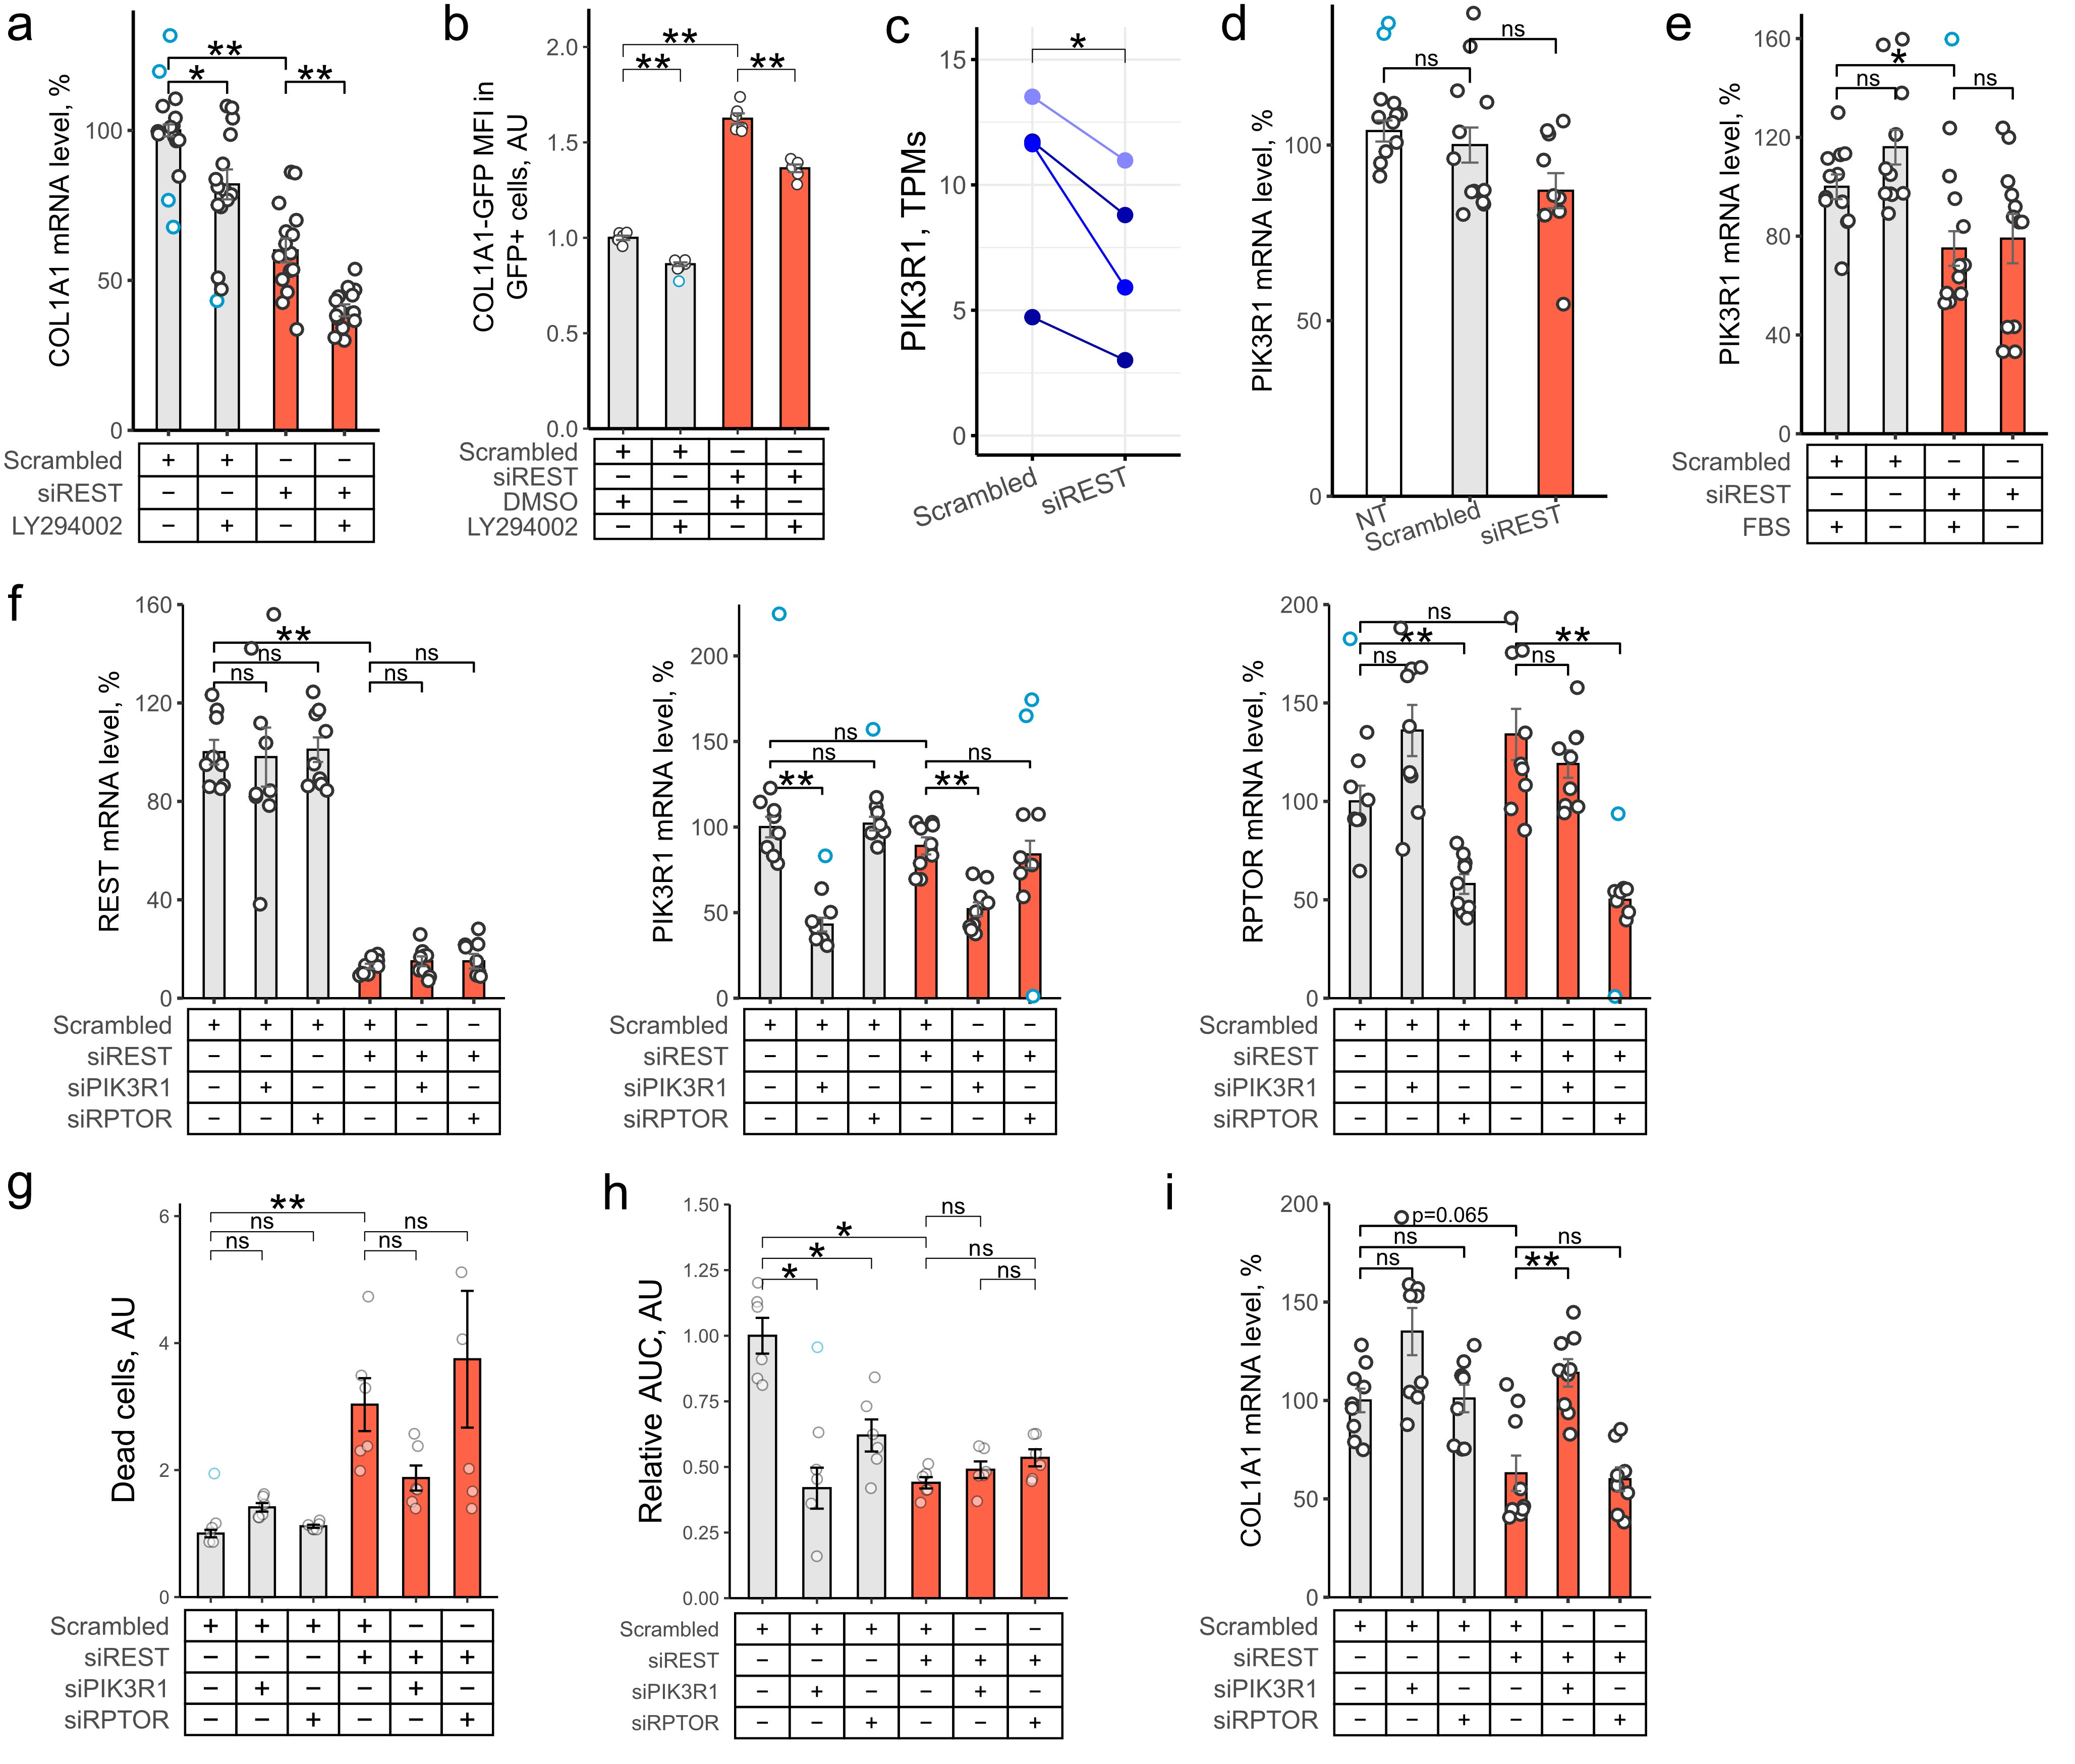 a
COL1A1 mRNA level, %
100
50
0
**
*
**
Scrambled + + − −
siREST − − + +
LY294002 − + − +
b
COL1A1-GFP MFI in
GFP+ cells, AU
2.0
1.5
1.0
0.5
0.0
**
** **
Scrambled + + − −
siREST − − + +
DMSO + − + −
LY294002 − + − +
c
PIK3R1, TPMs
15
10
5
0
*
Scrambled
siREST
d
PIK3R1 mRNA level, %
100
50
0
ns
ns
NT
Scrambled
siREST
e
PIK3R1 mRNA level, %
160
120
80
40
0
*
ns ns
Scrambled + + − −
siREST − − + +
FBS + − + −
f
REST mRNA level, %
160
120
80
40
0
**
ns ns
ns ns
Scrambled + + + + − −
siREST − − − + + +
siPIK3R1 − + − − + −
siRPTOR − − + − − +
PIK3R1 mRNA level, %
200
150
100
50
0
ns
ns ns
** **
Scrambled + + + + − −
siREST − − − + + +
siPIK3R1 − + − − + −
siRPTOR − − + − − +
RPTOR mRNA level, %
200
150
100
50
0
ns
** **
ns ns
Scrambled + + + + − −
siREST − − − + + +
siPIK3R1 − + − − + −
siRPTOR − − + − − +
g
Dead cells, AU
6
4
2
0
**
ns ns
ns ns
Scrambled + + + + − −
siREST − − − + + +
siPIK3R1 − + − − + −
siRPTOR − − + − − +
h
Relative AUC, AU
1.50
1.25
1.00
0.75
0.50
0.25
0.00
ns
*
* ns
* ns
Scrambled + + + + − −
siREST − − − + + +
siPIK3R1 − + − − + −
siRPTOR − − + − − +
i
COL1A1 mRNA level, %
200
150
100
50
0
p=0.065
ns ns
ns **
Scrambled + + + + − −
siREST − − − + + +
siPIK3R1 − + − − + −
siRPTOR − − + − − +